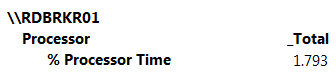 \\RDBRKR01
Processor _Total
% Processor Time 1.793